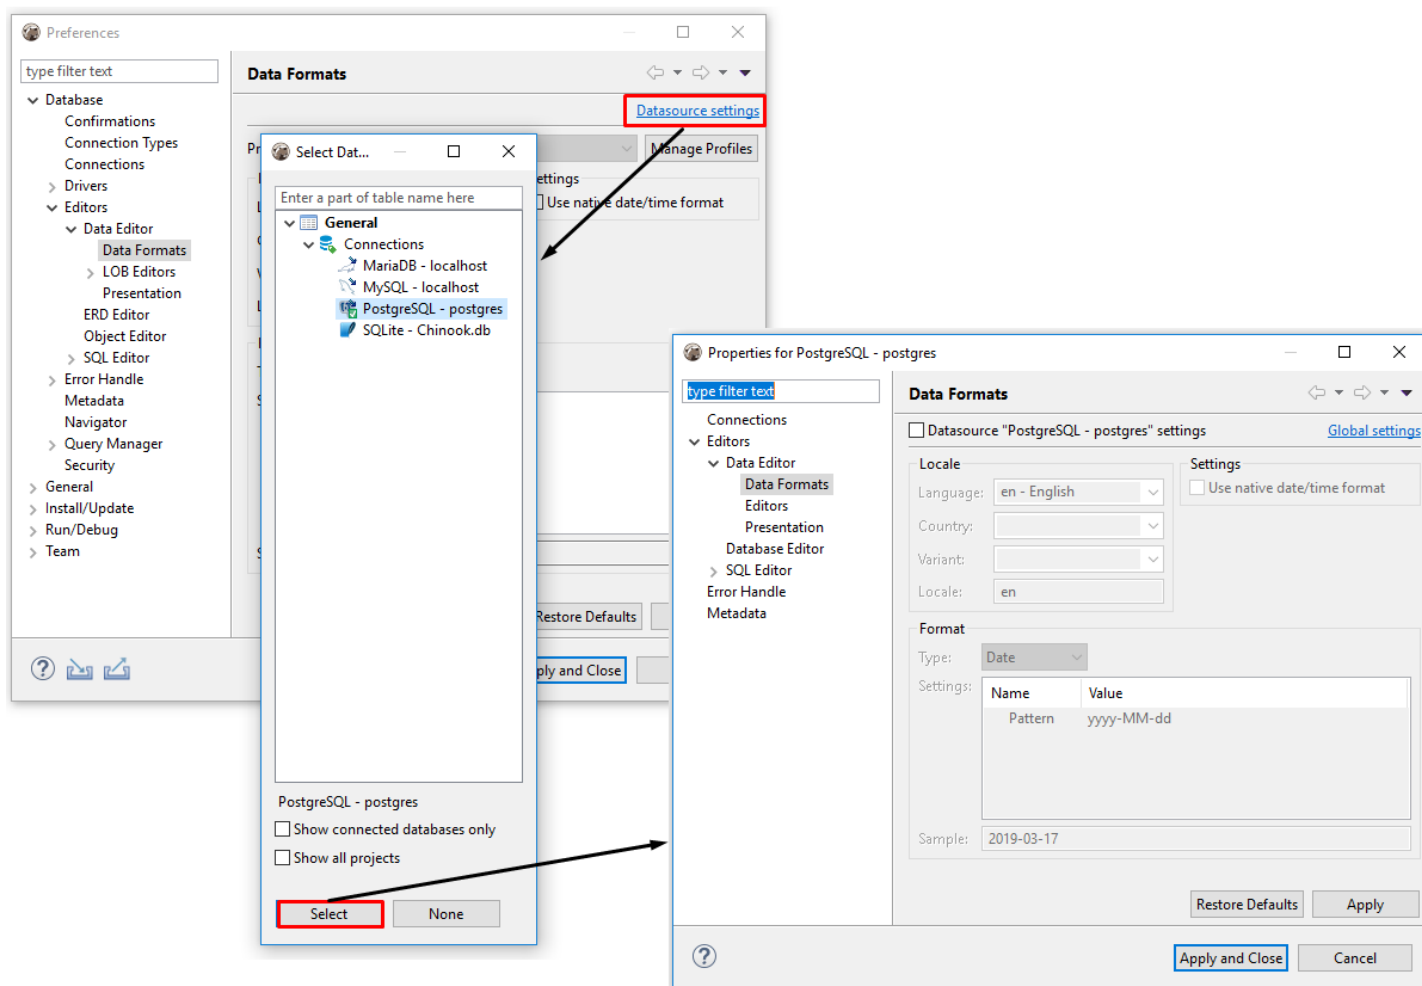 Preferences
type filter text
Database
Confirmations
Connection Types
Connections
Drivers
Editors
Data Editor
Data Formats
LOB Editors
Presentation
ERD Editor
Object Editor
SQL Editor
Error Handle
Metadata
Navigator
Query Manager
Security
General
Install/Update
Run/Debug
Team
Data Formats
Datasource settings
Pr
Manage Profiles
ettings
Use native date/time format
Restore Defaults
ply and Close
Select Dat...
Enter a part of table name here
General
Connections
MariaDB - localhost
MySQL - localhost
PostgreSQL - postgres
SQLite - Chinook.db
PostgreSQL - postgres
Show connected databases only
Show all projects
Select
None
Properties for PostgreSQL - postgres
type filter text
Connections
Editors
Data Editor
Data Formats
Editors
Presentation
Database Editor
SQL Editor
Error Handle
Metadata
Data Formats
Datasource "PostgreSQL - postgres" settings
Global settings
Locale
Language: en - English
Country:
Variant:
Locale: en
Settings
Use native date/time format
Format
Type: Date
Settings:
Name Value
Pattern yyyy-MM-dd
Sample: 2019-03-17
Restore Defaults
Apply
Apply and Close
Cancel